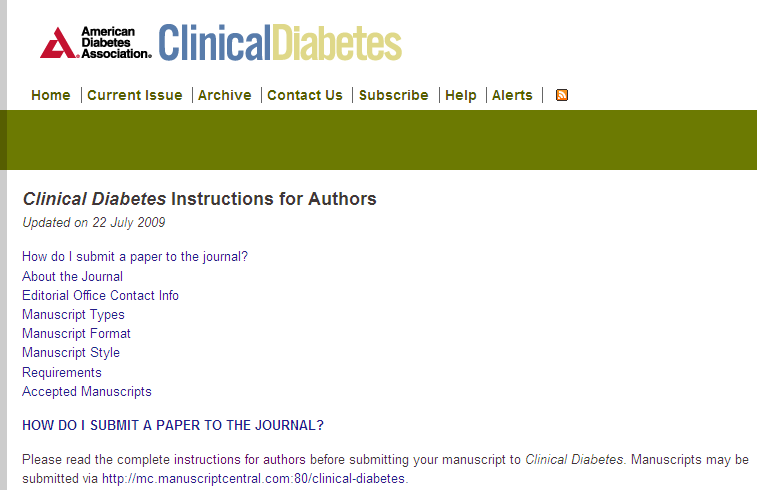 American
Diabetes
Association®
ClinicalDiabetes
Home | Current Issue | Archive | Contact Us | Subscribe | Help | Alerts |
Clinical Diabetes Instructions for Authors
Updated on 22 July 2009
How do I submit a paper to the journal?
About the Journal
Editorial Office Contact Info
Manuscript Types
Manuscript Format
Manuscript Style
Requirements
Accepted Manuscripts
HOW DO I SUBMIT A PAPER TO THE JOURNAL?
Please read the complete instructions for authors before submitting your manuscript to Clinical Diabetes. Manuscripts may be
submitted via http://mc.manuscriptcentral.com:80/clinical-diabetes.